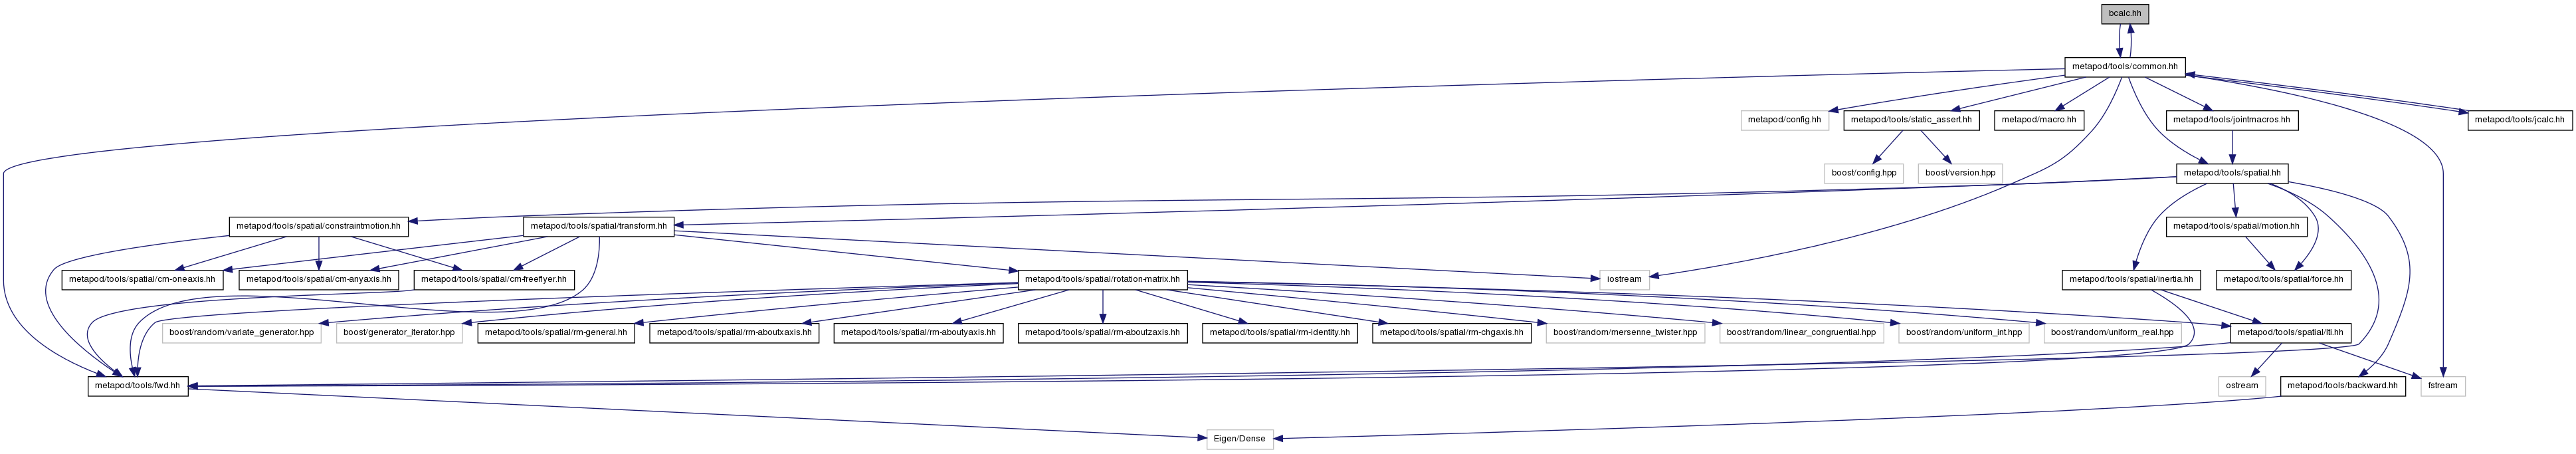 bcalc.hh
metapod/tools/common.hh
metapod/config.hh
metapod/tools/static_assert.hh
metapod/macro.hh
metapod/tools/jointmacros.hh
metapod/tools/jcalc.hh
boost/config.hpp
boost/version.hpp
metapod/tools/spatial.hh
metapod/tools/spatial/constraintmotion.hh
metapod/tools/spatial/transform.hh
metapod/tools/spatial/motion.hh
metapod/tools/spatial/cm-oneaxis.hh
metapod/tools/spatial/cm-anyaxis.hh
metapod/tools/spatial/cm-freeflyer.hh
metapod/tools/spatial/rotation-matrix.hh
iostream
metapod/tools/spatial/inertia.hh
metapod/tools/spatial/force.hh
boost/random/variate_generator.hpp
boost/generator_iterator.hpp
metapod/tools/spatial/rm-general.hh
metapod/tools/spatial/rm-aboutxaxis.hh
metapod/tools/spatial/rm-aboutyaxis.hh
metapod/tools/spatial/rm-aboutzaxis.hh
metapod/tools/spatial/rm-identity.hh
metapod/tools/spatial/rm-chgaxis.hh
boost/random/mersenne_twister.hpp
boost/random/linear_congruential.hpp
boost/random/uniform_int.hpp
boost/random/uniform_real.hpp
metapod/tools/spatial/lti.hh
metapod/tools/fwd.hh
ostream
metapod/tools/backward.hh
fstream
Eigen/Dense